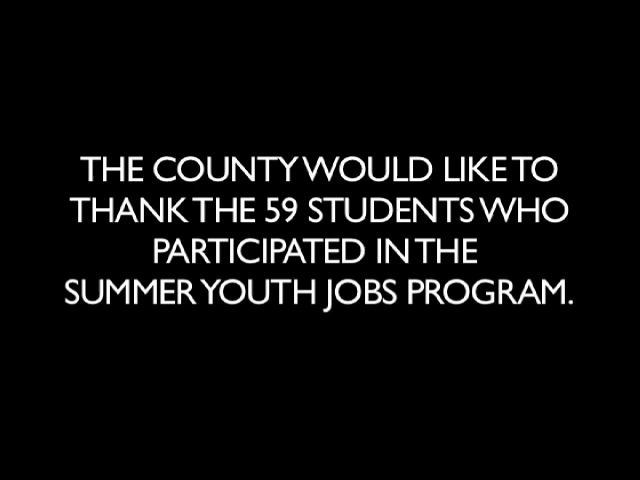 THE COUNTY WOULD LIKE TO
THANK THE 59 STUDENTS WHO
PARTICIPATED IN THE
SUMMER YOUTH JOBS PROGRAM.